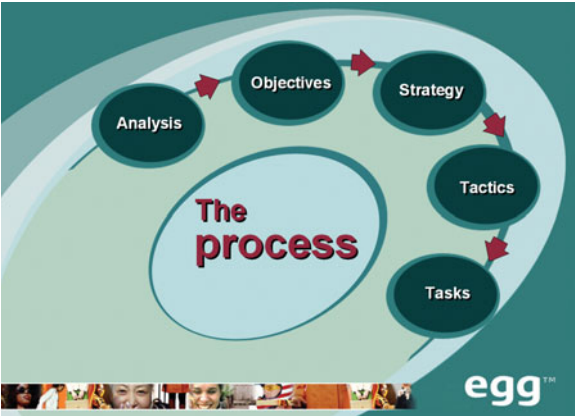 Analysis
Objectives
Strategy
Tactics
Tasks
The
process
egg™